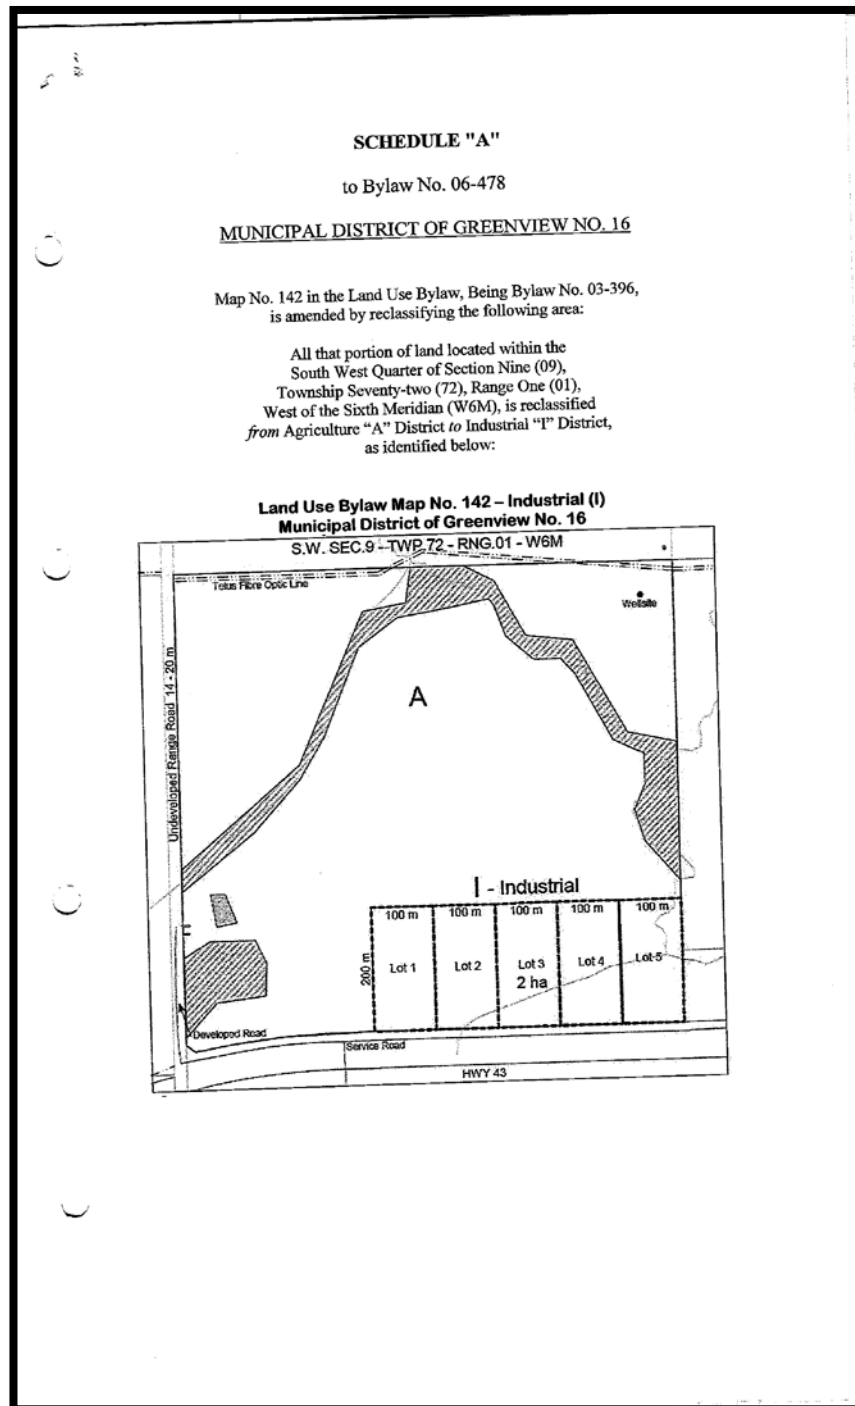 SCHEDULE "A"
to Bylaw No. 06-478
MUNICIPAL DISTRICT OF GREENVIEW NO. 16
Map No. 142 in the Land Use Bylaw, Being Bylaw No. 03-396,
is amended by reclassifying the following area:
All that portion of land located within the
South West Quarter of Section Nine (09),
Township Seventy-two (72), Range One (01),
West of the Sixth Meridian (W6M), is reclassified
from Agriculture “A” District to Industrial “I” District,
as identified below:
Land Use Bylaw Map No. 142 – Industrial (I)
Municipal District of Greenview No. 16
S.W. SEC.9 - TWP.72 - RNG.01 - W6M
Telus Fibre Optic Line
Wellsite
Undeveloped Range Road 14 - 20 m
A
I - Industrial
100 m 100 m 100 m 100 m 100 m
200 m
Lot 1 Lot 2 Lot 3 Lot 4 Lot 5
2 ha
Developed Road
Service Road
HWY 43